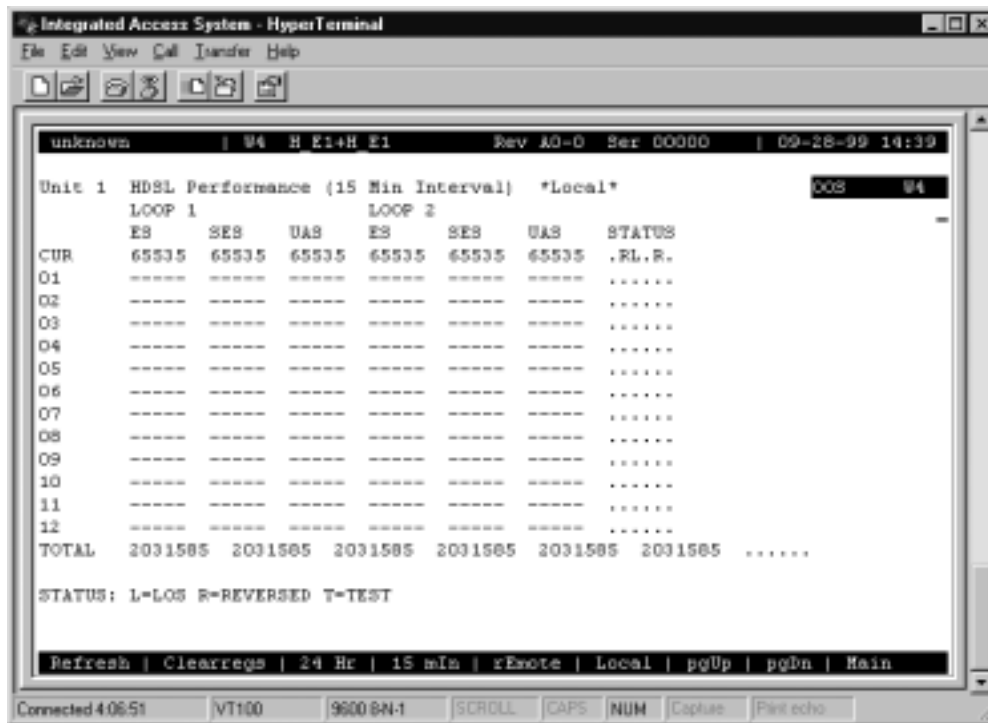 Integrated Access System - HyperTerminal
File Edit View Call Transfer Help
unknown | W4 H_E1+H_E1 Rev A0-0 Ser 00000 | 09-28-99 14:39
Unit 1 HDSL Performance (15 Min Interval) *Local* OOS W4
LOOP 1 LOOP 2
ES SES UAS ES SES UAS STATUS
CUR 65535 65535 65535 65535 65535 65535 .RL.R.
01 ----- ----- ----- ----- ----- ----- ......
02 ----- ----- ----- ----- ----- ----- ......
03 ----- ----- ----- ----- ----- ----- ......
04 ----- ----- ----- ----- ----- ----- ......
05 ----- ----- ----- ----- ----- ----- ......
06 ----- ----- ----- ----- ----- ----- ......
07 ----- ----- ----- ----- ----- ----- ......
08 ----- ----- ----- ----- ----- ----- ......
09 ----- ----- ----- ----- ----- ----- ......
10 ----- ----- ----- ----- ----- ----- ......
11 ----- ----- ----- ----- ----- ----- ......
12 ----- ----- ----- ----- ----- ----- ......
TOTAL 2031585 2031585 2031585 2031585 2031585 2031585 ......
STATUS: L=LOS R=REVERSED T=TEST
Refresh | Clearregs | 24 Hr | 15 mIn | rEmote | Local | pgUp | pgDn | Main
Connected 4:06:51 VT100 9600 8-N-1 SCROLL CAPS NUM Capture Print echo